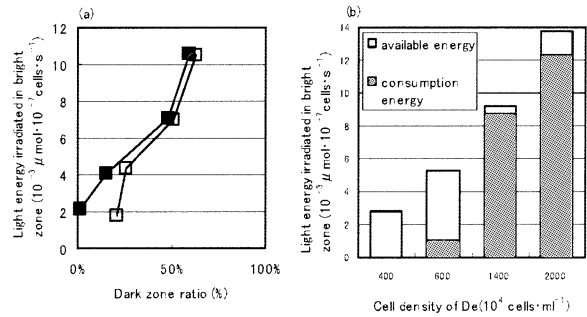 (a)
Light energy irradiated in bright
zone (10⁻³ μmol·10⁻⁷cells·s⁻¹)
12
10
8
6
4
2
0
0%
50%
100%
Dark zone ratio (%)
(b)
Light energy irradiated in bright
zone (10⁻³ μmol·10⁻⁷cells·s⁻¹)
14
12
10
8
6
4
2
0
available energy
consumption
energy
400
600
1400
2000
Cell density of De(10⁴ cells·ml⁻¹)